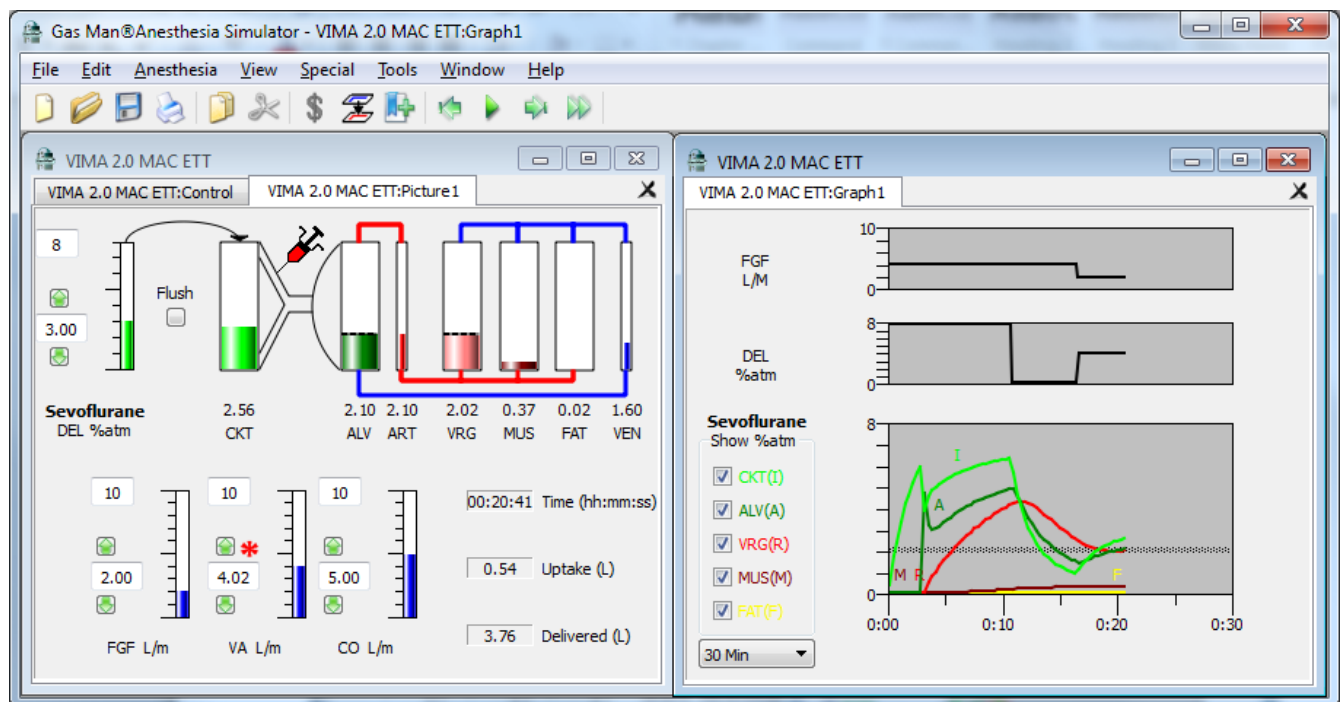 Gas Man®Anesthesia Simulator - VIMA 2.0 MAC ETT:Graph1
File Edit Anesthesia View Special Tools Window Help
$
VIMA 2.0 MAC ETT
VIMA 2.0 MAC ETT:Control VIMA 2.0 MAC ETT:Picture1
8
Flush
3.00
Sevoflurane
DEL %atm
2.56 2.10 2.10 2.02 0.37 0.02 1.60
CKT ALV ART VRG MUS FAT VEN
10 10 10
00:20:41 Time (hh:mm:ss)
*
2.00 4.02 5.00
0.54 Uptake (L)
3.76 Delivered (L)
FGF L/m VA L/m CO L/m
VIMA 2.0 MAC ETT
VIMA 2.0 MAC ETT:Graph1
10
FGF
L/M
0
8
DEL
%atm
0
Sevoflurane
Show %atm
CKT(I)
ALV(A)
VRG(R)
MUS(M)
FAT(F)
30 Min
8
I
A
M R F
0
0:00 0:10 0:20 0:30